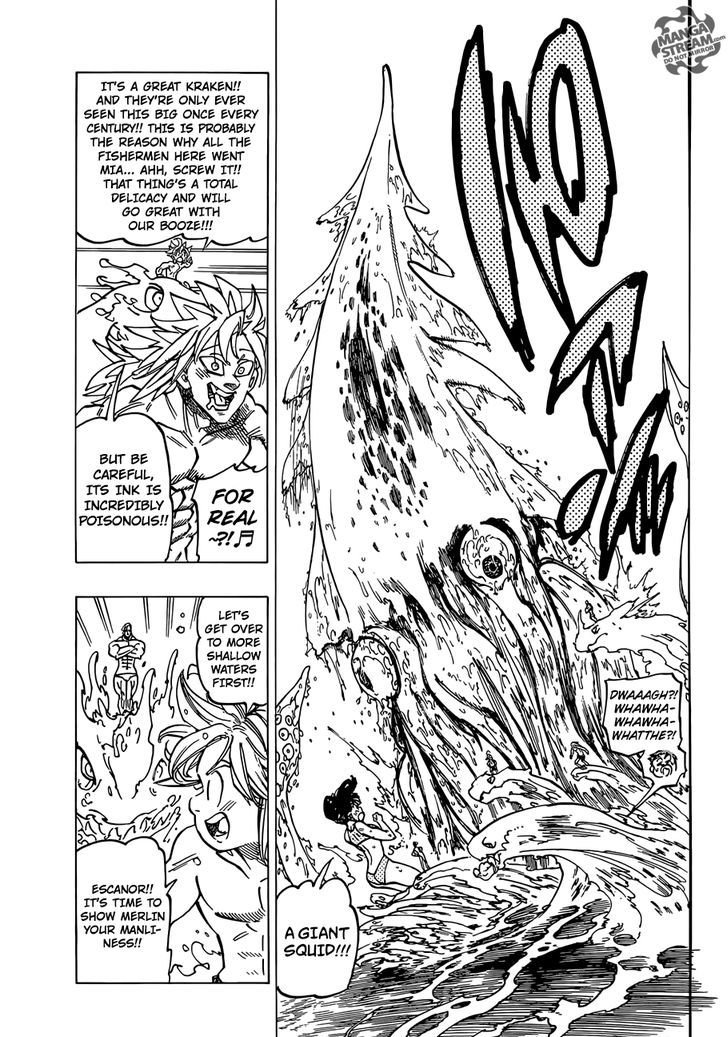 MANGA
STREAM.com
DO NOT MIRROR
A GIANT
SQUID!!!
DWAAAGH?!
WHAWHA-
WHAWHA-
WHATTHE?!
IT'S A GREAT KRAKEN!!
AND THEY'RE ONLY EVER
SEEN THIS BIG ONCE EVERY
CENTURY!! THIS IS PROBABLY
THE REASON WHY ALL THE
FISHERMEN HERE WENT
MIA... AHH, SCREW IT!!
THAT THING'S A TOTAL
DELICACY AND WILL
GO GREAT WITH
OUR BOOZE!!!
BUT BE
CAREFUL,
ITS INK IS
INCREDIBLY
POISONOUS!!
FOR
REAL
~?!♬
LET'S
GET OVER
TO MORE
SHALLOW
WATERS
FIRST!!
ESCANOR!!
IT'S TIME TO
SHOW MERLIN
YOUR MANLI-
NESS!!